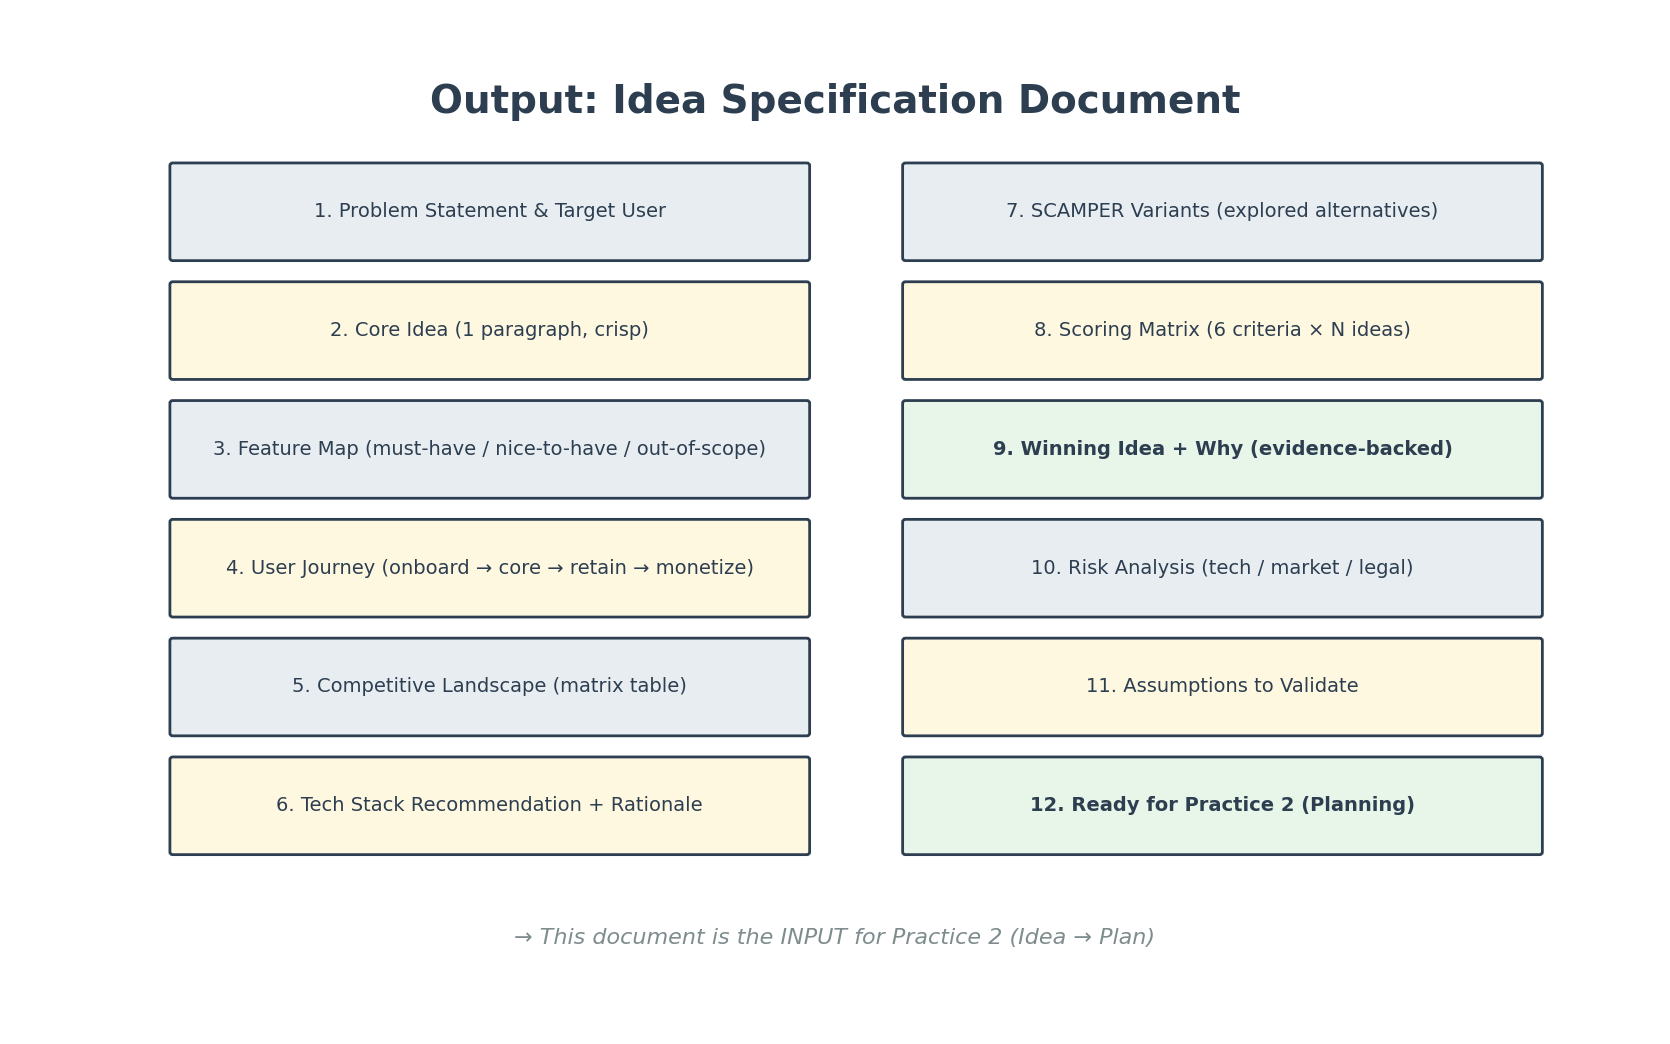 Output: Idea Specification Document
1. Problem Statement & Target User
2. Core Idea (1 paragraph, crisp)
3. Feature Map (must-have / nice-to-have / out-of-scope)
4. User Journey (onboard → core → retain → monetize)
5. Competitive Landscape (matrix table)
6. Tech Stack Recommendation + Rationale
7. SCAMPER Variants (explored alternatives)
8. Scoring Matrix (6 criteria × N ideas)
9. Winning Idea + Why (evidence-backed)
10. Risk Analysis (tech / market / legal)
11. Assumptions to Validate
12. Ready for Practice 2 (Planning)
→ This document is the INPUT for Practice 2 (Idea → Plan)